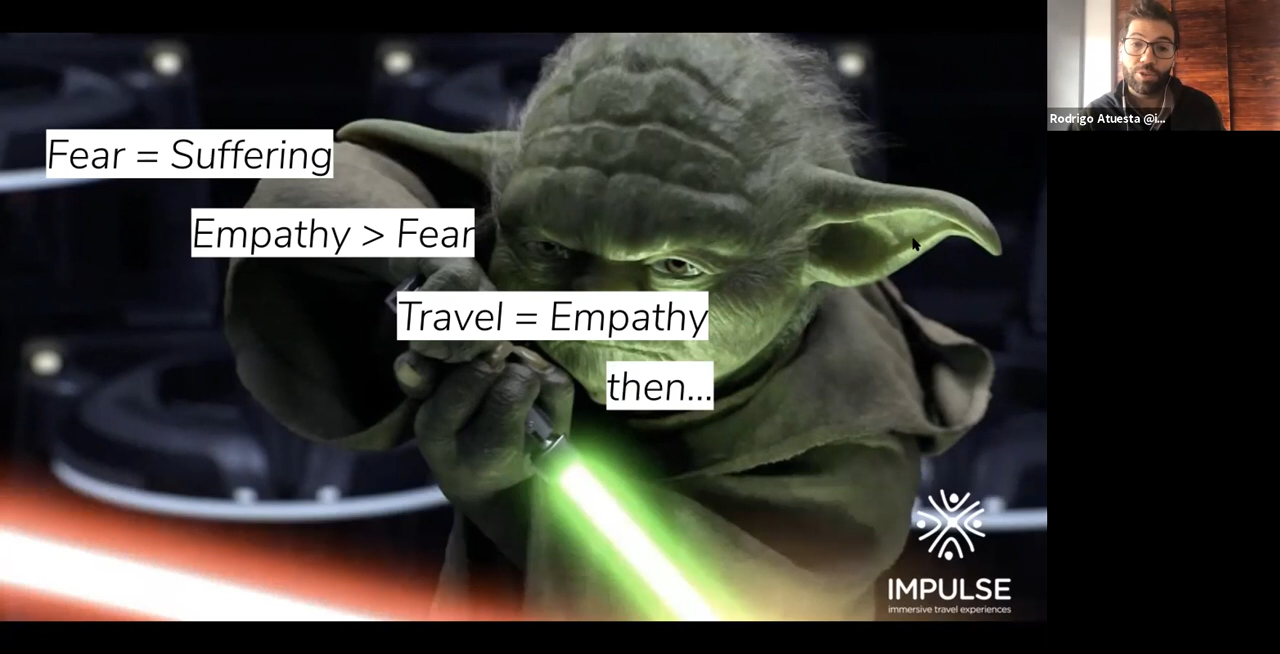 Fear = Suffering
Empathy > Fear
Travel = Empathy
then...
IMPULSE
immersive travel experiences
Rodrigo Atuesta @i...